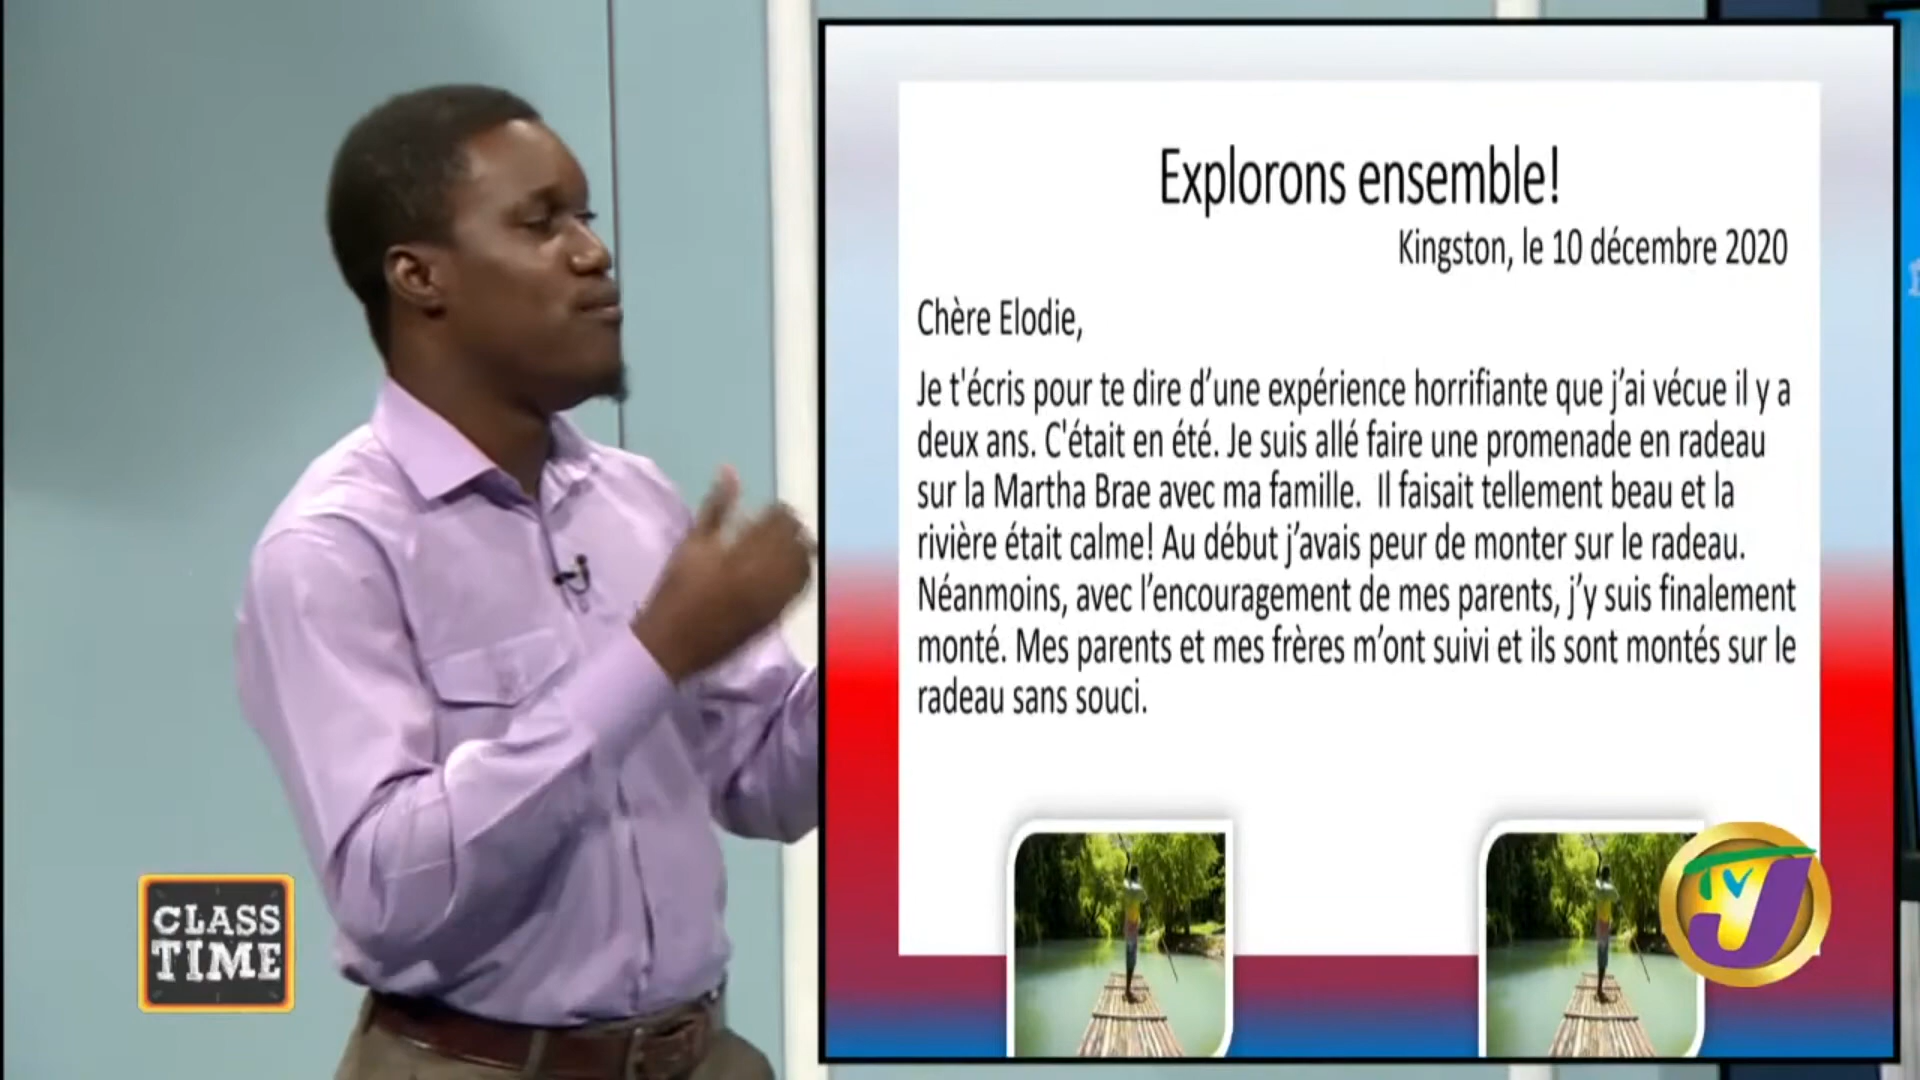 Explorons ensemble!
Kingston, le 10 décembre 2020
Chère Elodie,
Je t'écris pour te dire d’une expérience horrifiante que j’ai vécue il y a
deux ans. C'était en été. Je suis allé faire une promenade en radeau
sur la Martha Brae avec ma famille.  Il faisait tellement beau et la
rivière était calme! Au début j’avais peur de monter sur le radeau.
Néanmoins, avec l’encouragement de mes parents, j’y suis finalement
monté. Mes parents et mes frères m’ont suivi et ils sont montés sur le
radeau sans souci.
CLASS
TIME
TVJ